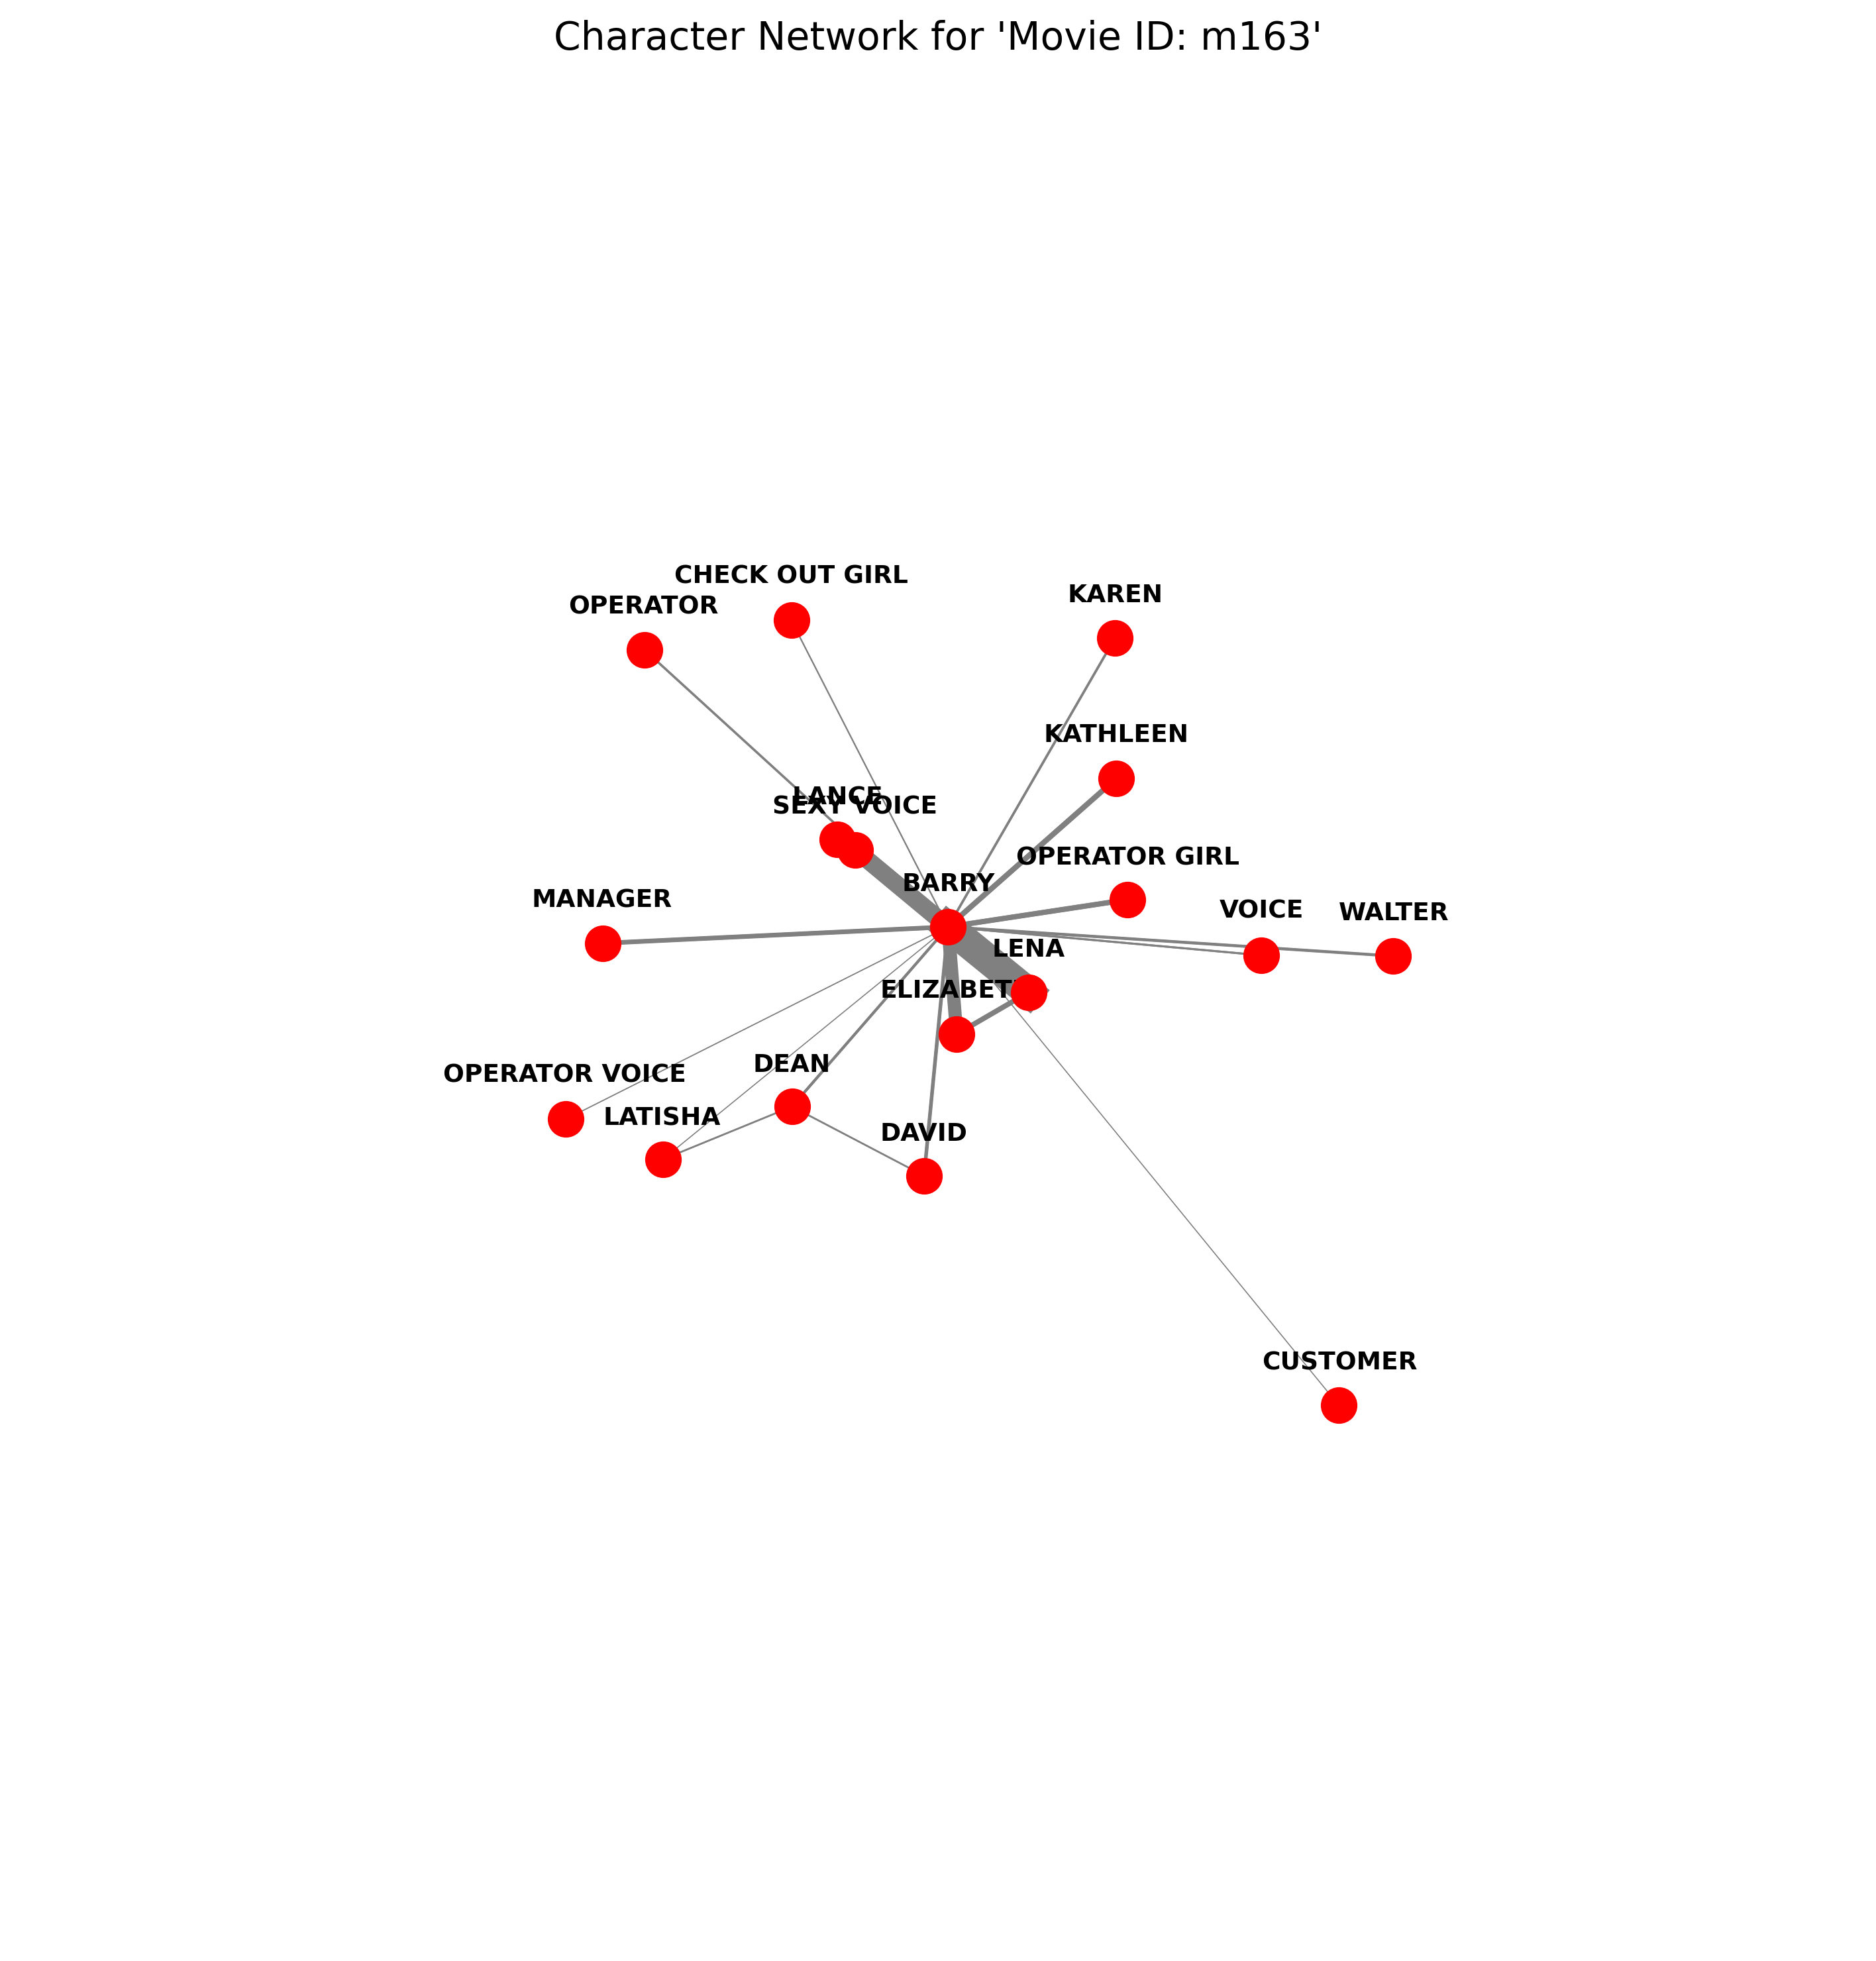 Character Network for 'Movie ID: m163'
CHECK OUT GIRL
KAREN
OPERATOR
KATHLEEN
LANCE
SEXY VOICE
OPERATOR GIRL
BARRY
MANAGER
VOICE
WALTER
LENA
ELIZABET
DEAN
OPERATOR VOICE
LATISHA
DAVID
CUSTOMER